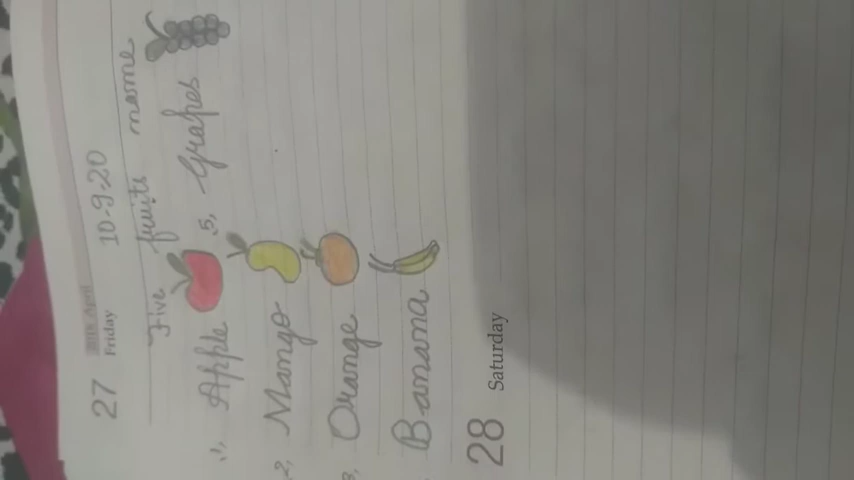 27 Friday 10-9-20
Five fruits name
1, Apple 5, Grapes
2, Mango
3, Orange
Banana
28 Saturday